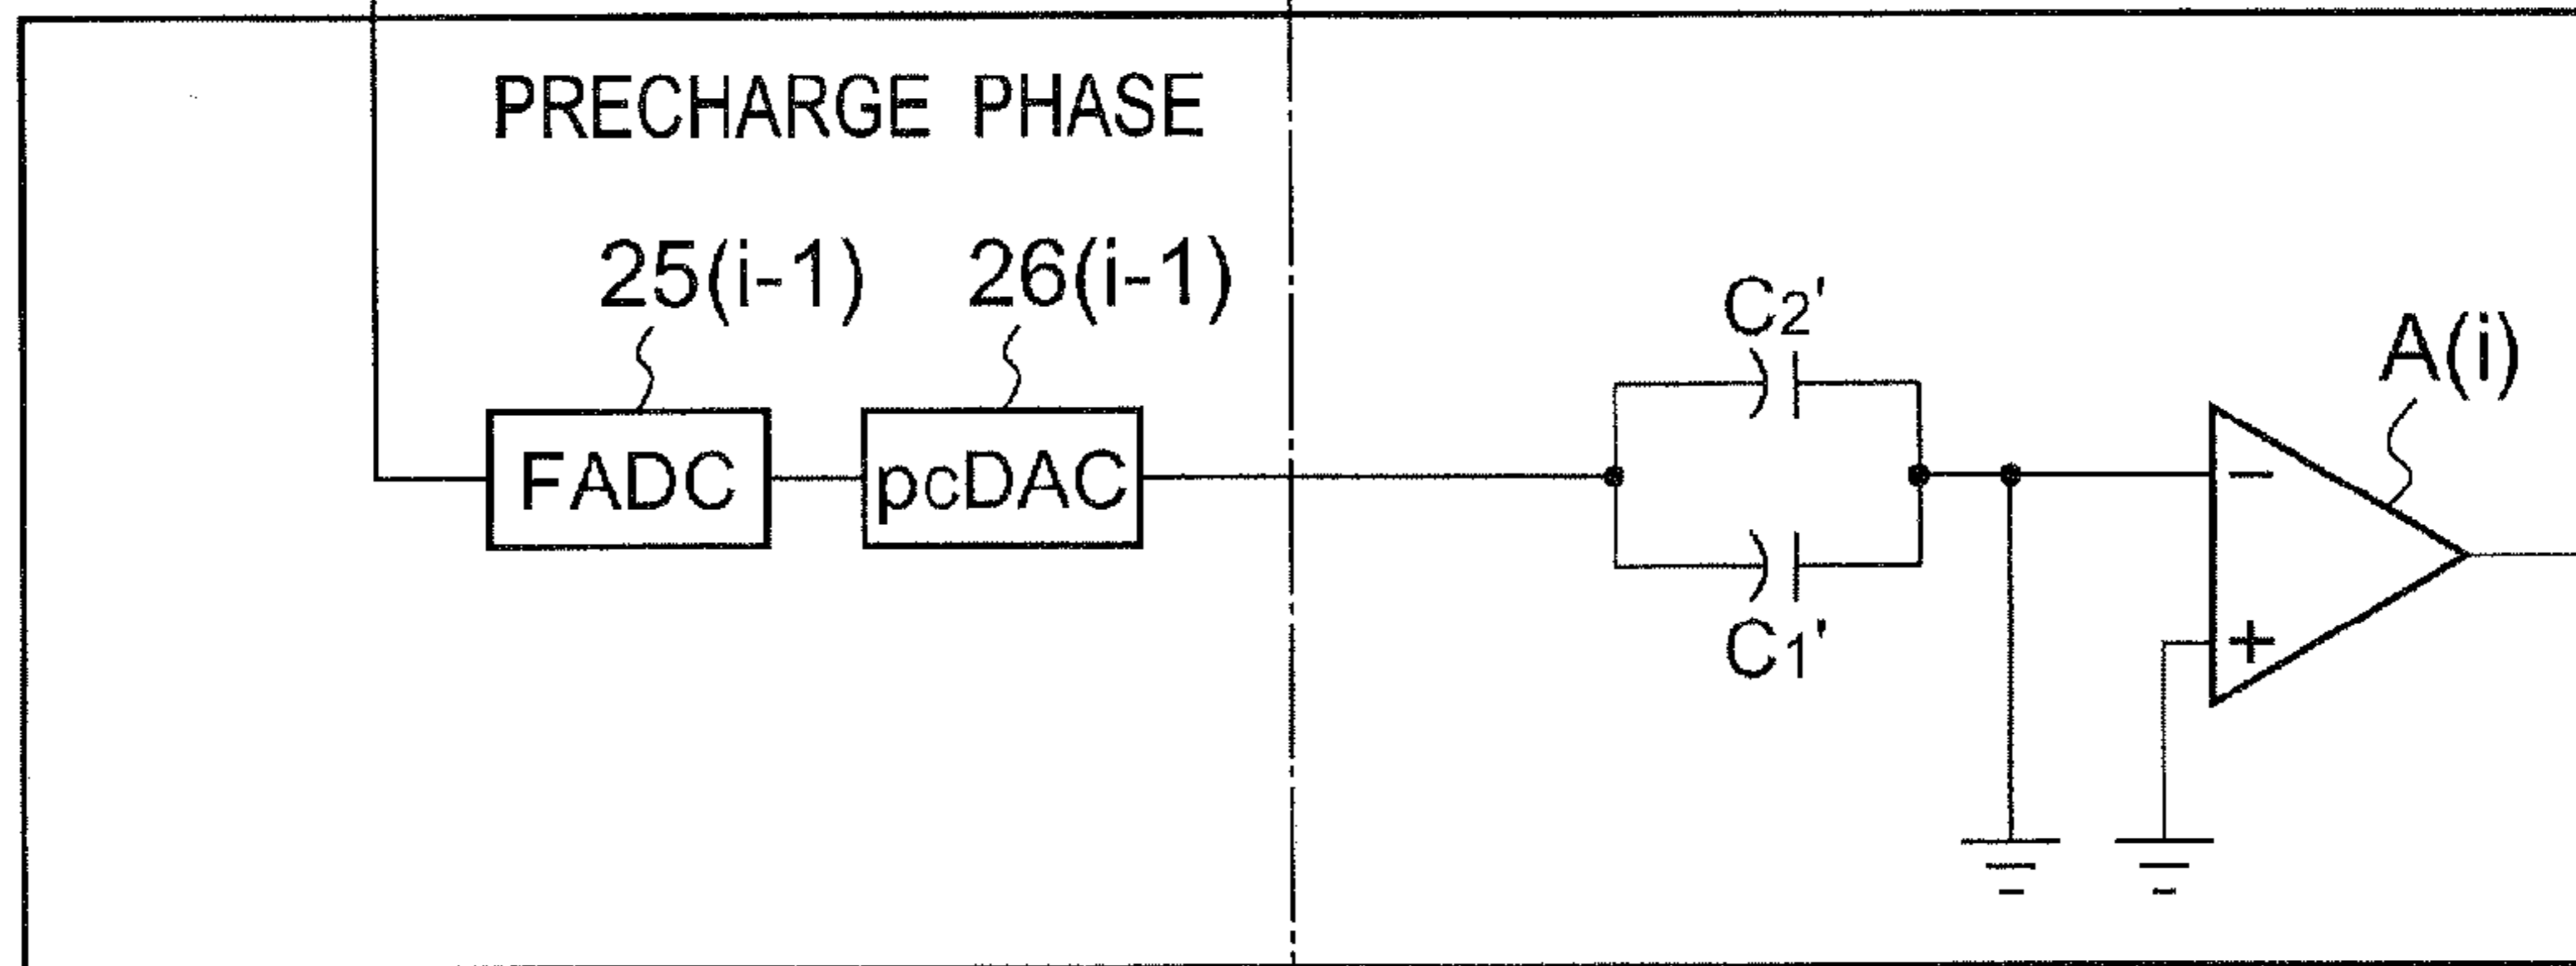 PRECHARGE PHASE
25(i-1) 26(i-1)
C2'
A(i)
FADC pcDAC
−
C1'
+